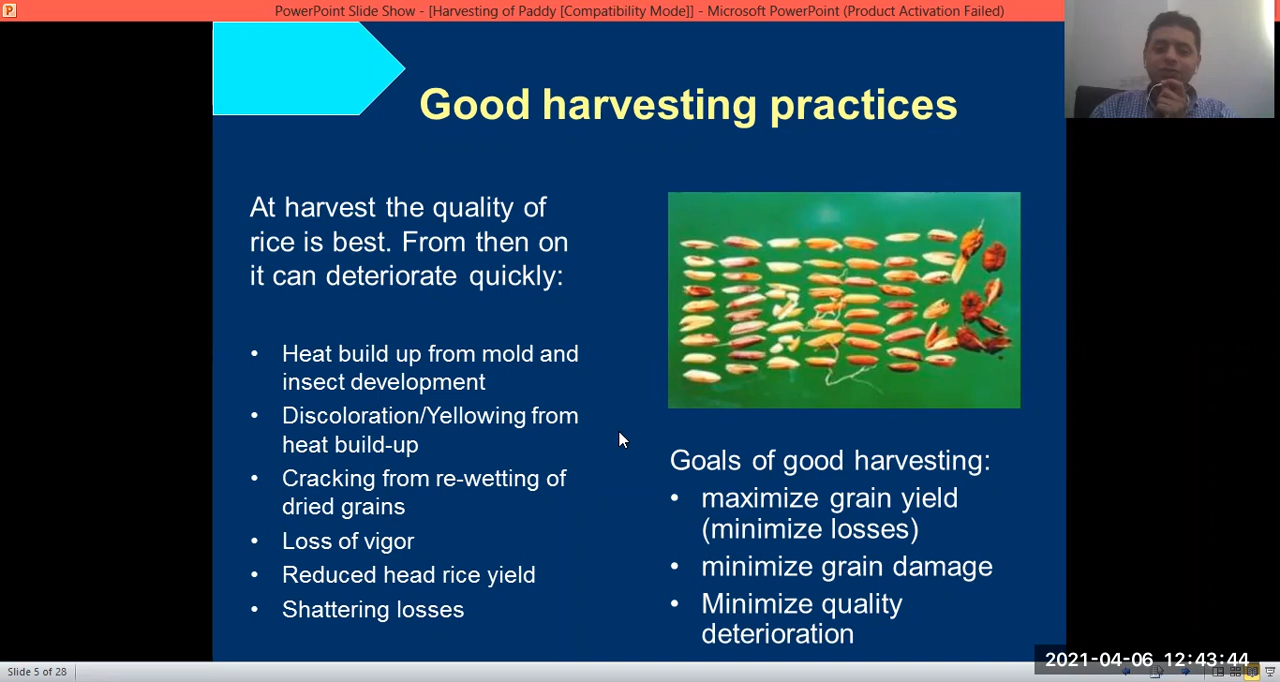 PowerPoint Slide Show - [Harvesting of Paddy [Compatibility Mode]] - Microsoft PowerPoint (Product Activation Failed)
Good harvesting practices
At harvest the quality of
rice is best. From then on
it can deteriorate quickly:
• Heat build up from mold and
insect development
• Discoloration/Yellowing from
heat build-up
• Cracking from re-wetting of
dried grains
• Loss of vigor
• Reduced head rice yield
• Shattering losses
Goals of good harvesting:
• maximize grain yield
(minimize losses)
• minimize grain damage
• Minimize quality
deterioration
Slide 5 of 28
2021-04-06 12:43:44